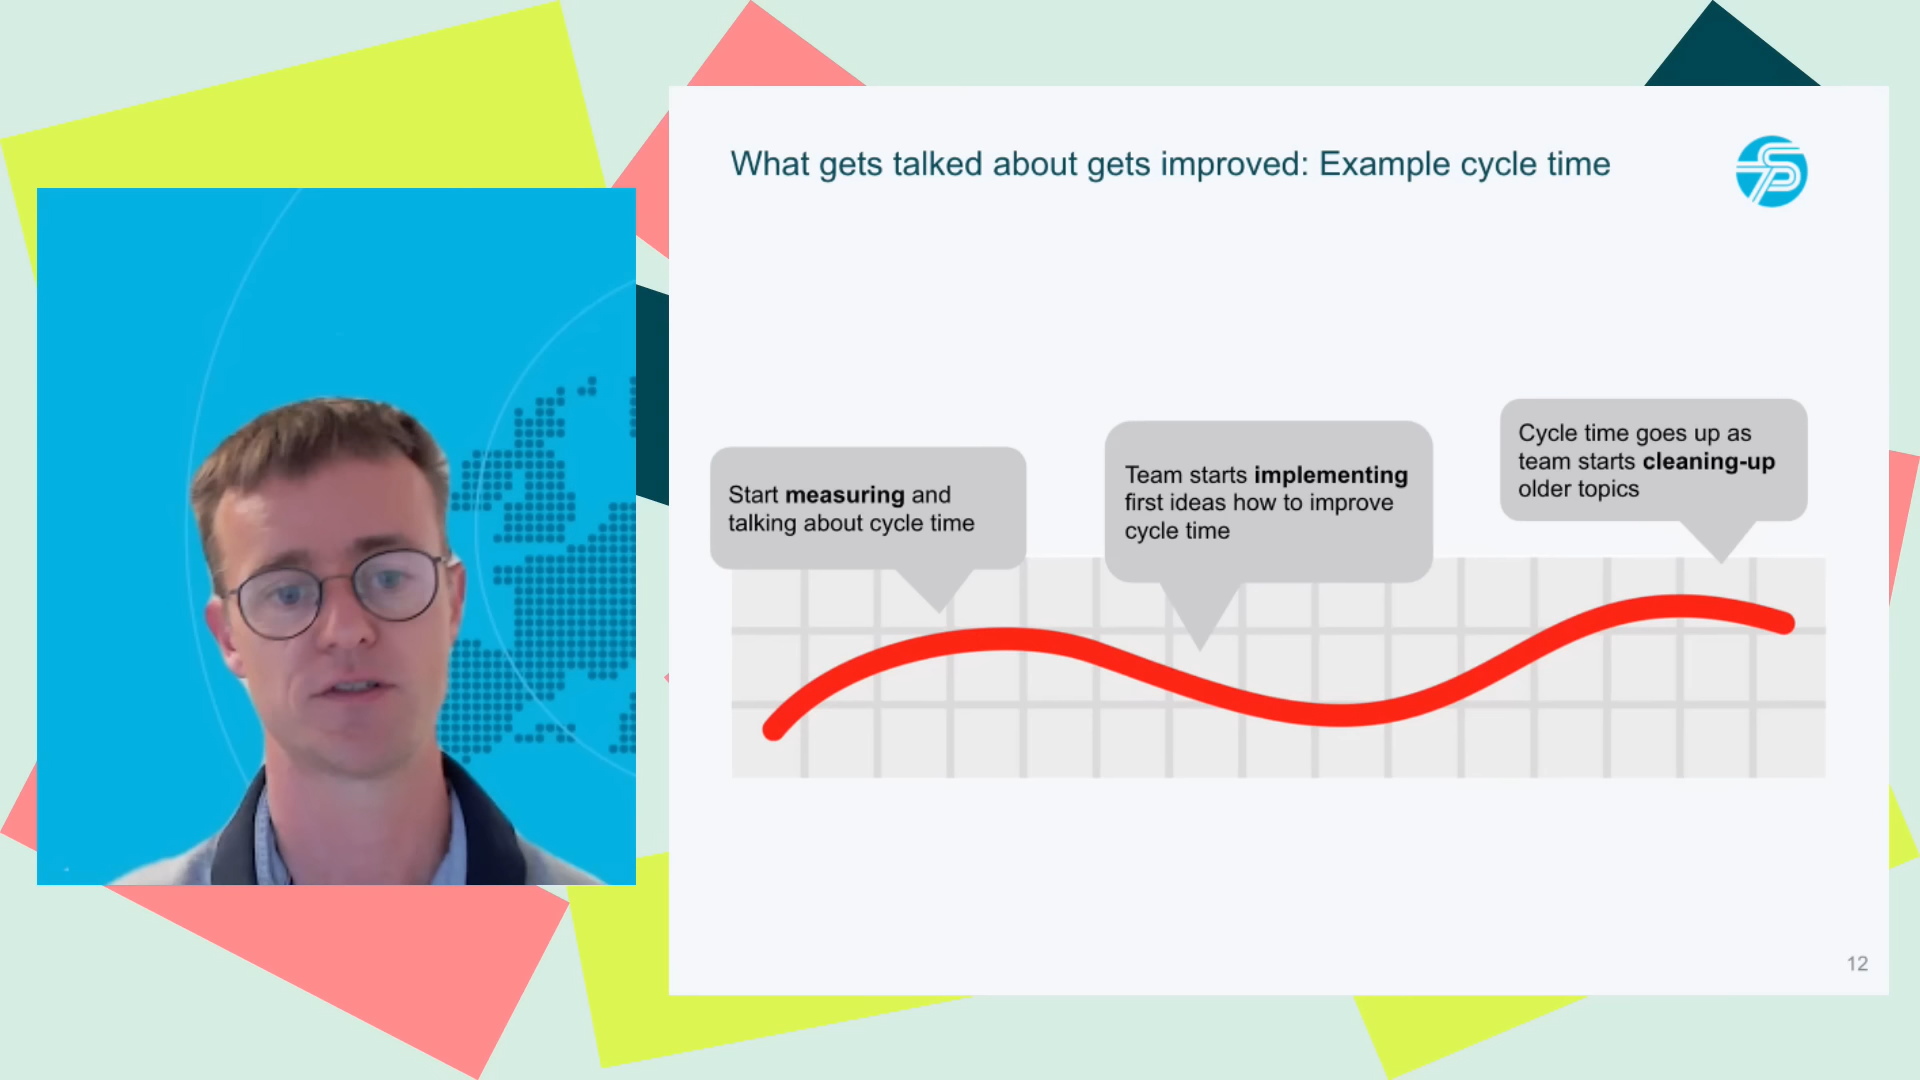 What gets talked about gets improved: Example cycle time
Start measuring and
talking about cycle time
Team starts implementing
first ideas how to improve
cycle time
Cycle time goes up as
team starts cleaning-up
older topics
12